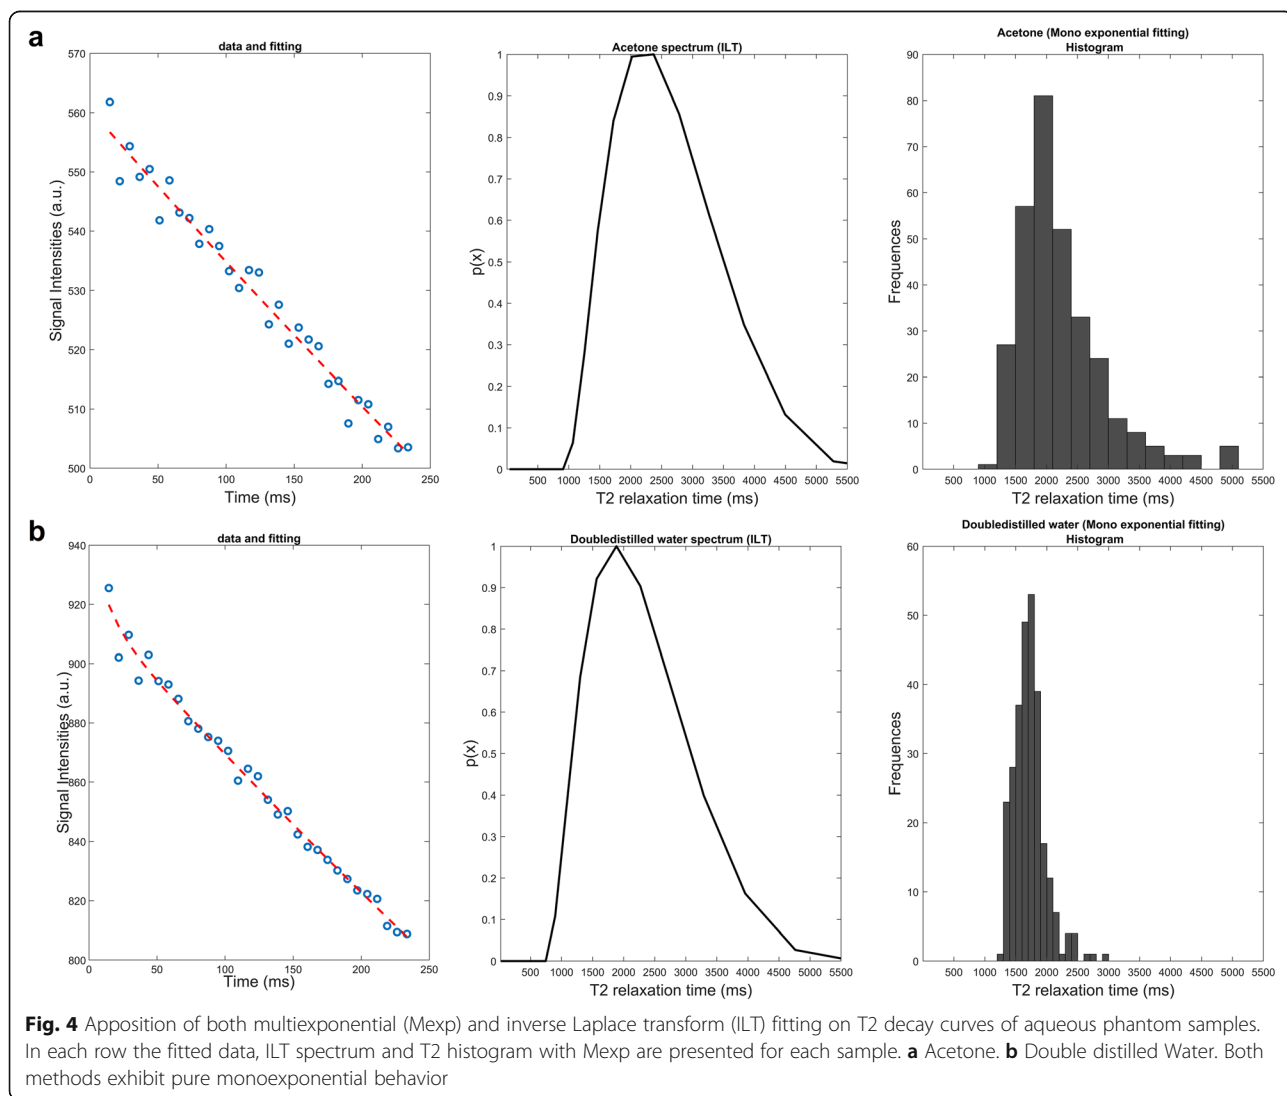 a
data and fitting
570
560
550
540
530
520
510
500
Signal Intensities (a.u.)
0 50 100 150 200 250
Time (ms)
Acetone spectrum (ILT)
1
0.9
0.8
0.7
0.6
0.5
0.4
0.3
0.2
0.1
0
p(x)
500 1000 1500 2000 2500 3000 3500 4000 4500 5000 5500
T2 relaxation time (ms)
Acetone (Mono exponential fitting)
Histogram
90
80
70
60
50
40
30
20
10
0
Frequences
500 1000 1500 2000 2500 3000 3500 4000 4500 5000 5500
T2 relaxation time (ms)
b
data and fitting
940
920
900
880
860
840
820
800
Signal Intensities (a.u.)
0 50 100 150 200 250
Time (ms)
Doubledistilled water spectrum (ILT)
1
0.9
0.8
0.7
0.6
0.5
0.4
0.3
0.2
0.1
0
p(x)
500 1000 1500 2000 2500 3000 3500 4000 4500 5000 5500
T2 relaxation time (ms)
Doubledistilled water (Mono exponential fitting)
Histogram
60
50
40
30
20
10
0
Frequences
500 1000 1500 2000 2500 3000 3500 4000 4500 5000 5500
T2 relaxation time (ms)
Fig. 4 Apposition of both multiexponential (Mexp) and inverse Laplace transform (ILT) fitting on T2 decay curves of aqueous phantom samples.
In each row the fitted data, ILT spectrum and T2 histogram with Mexp are presented for each sample. a Acetone. b Double distilled Water. Both
methods exhibit pure monoexponential behavior